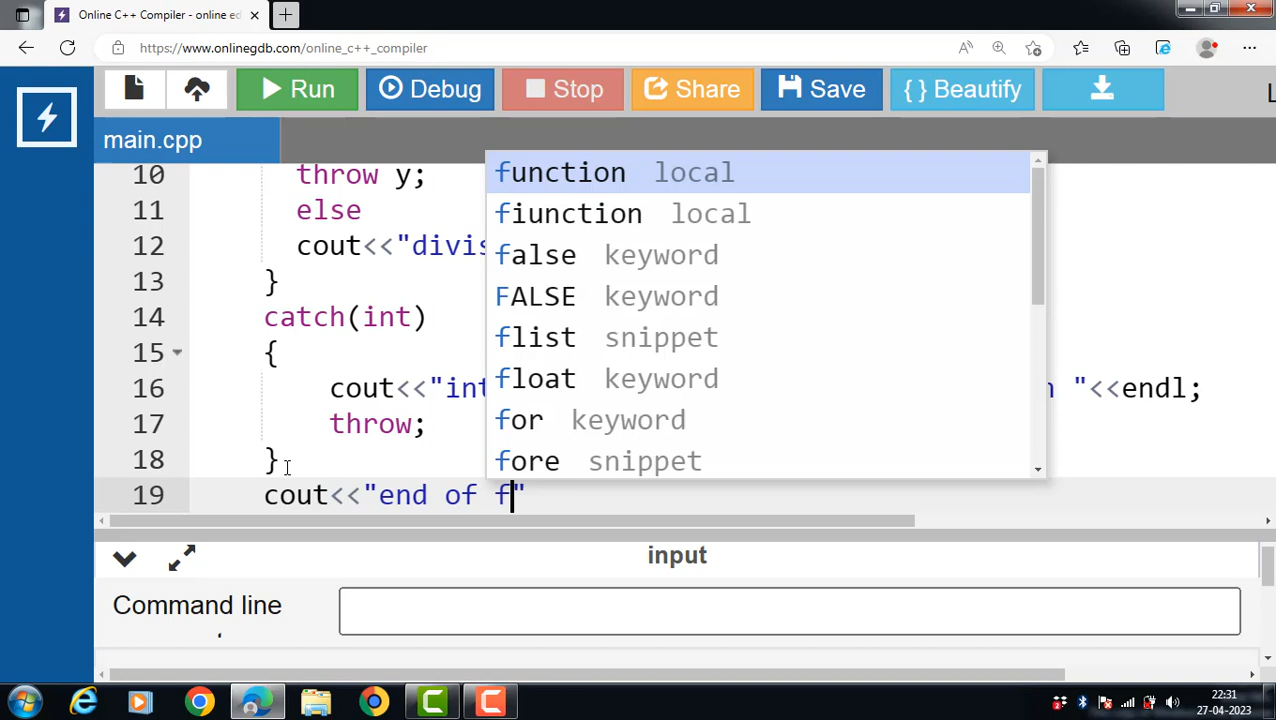 Online C++ Compiler - online ed
https://www.onlinegdb.com/online_c++_compiler
Run Debug Stop Share Save { } Beautify
main.cpp
10 throw y;
11 else
12 cout<<"divis
13 }
14 catch(int)
15 {
16 cout<<"int n "<<endl;
17 throw;
18 }
19 cout<<"end of f"
function local
fiunction local
false keyword
FALSE keyword
flist snippet
float keyword
for keyword
fore snippet
input
Command line
22:31
27-04-2023